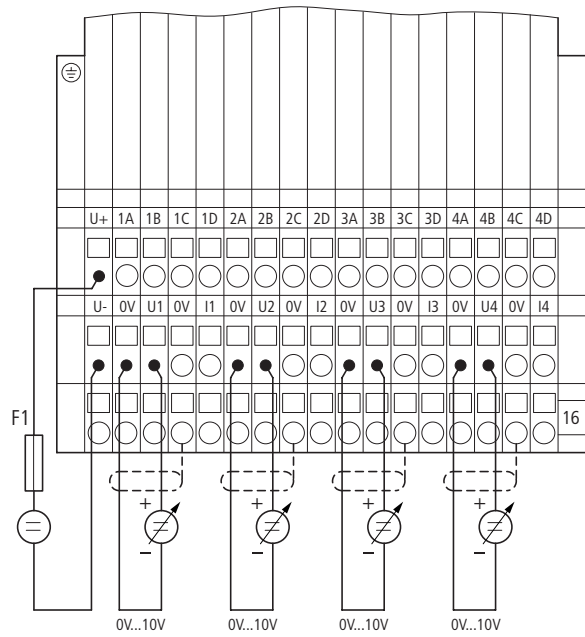 U+ 1A 1B 1C 1D 2A 2B 2C 2D 3A 3B 3C 3D 4A 4B 4C 4D
U- 0V U1 0V I1 0V U2 0V I2 0V U3 0V I3 0V U4 0V I4
16
F1
+ + + +
- - - -
0V...10V 0V...10V 0V...10V 0V...10V